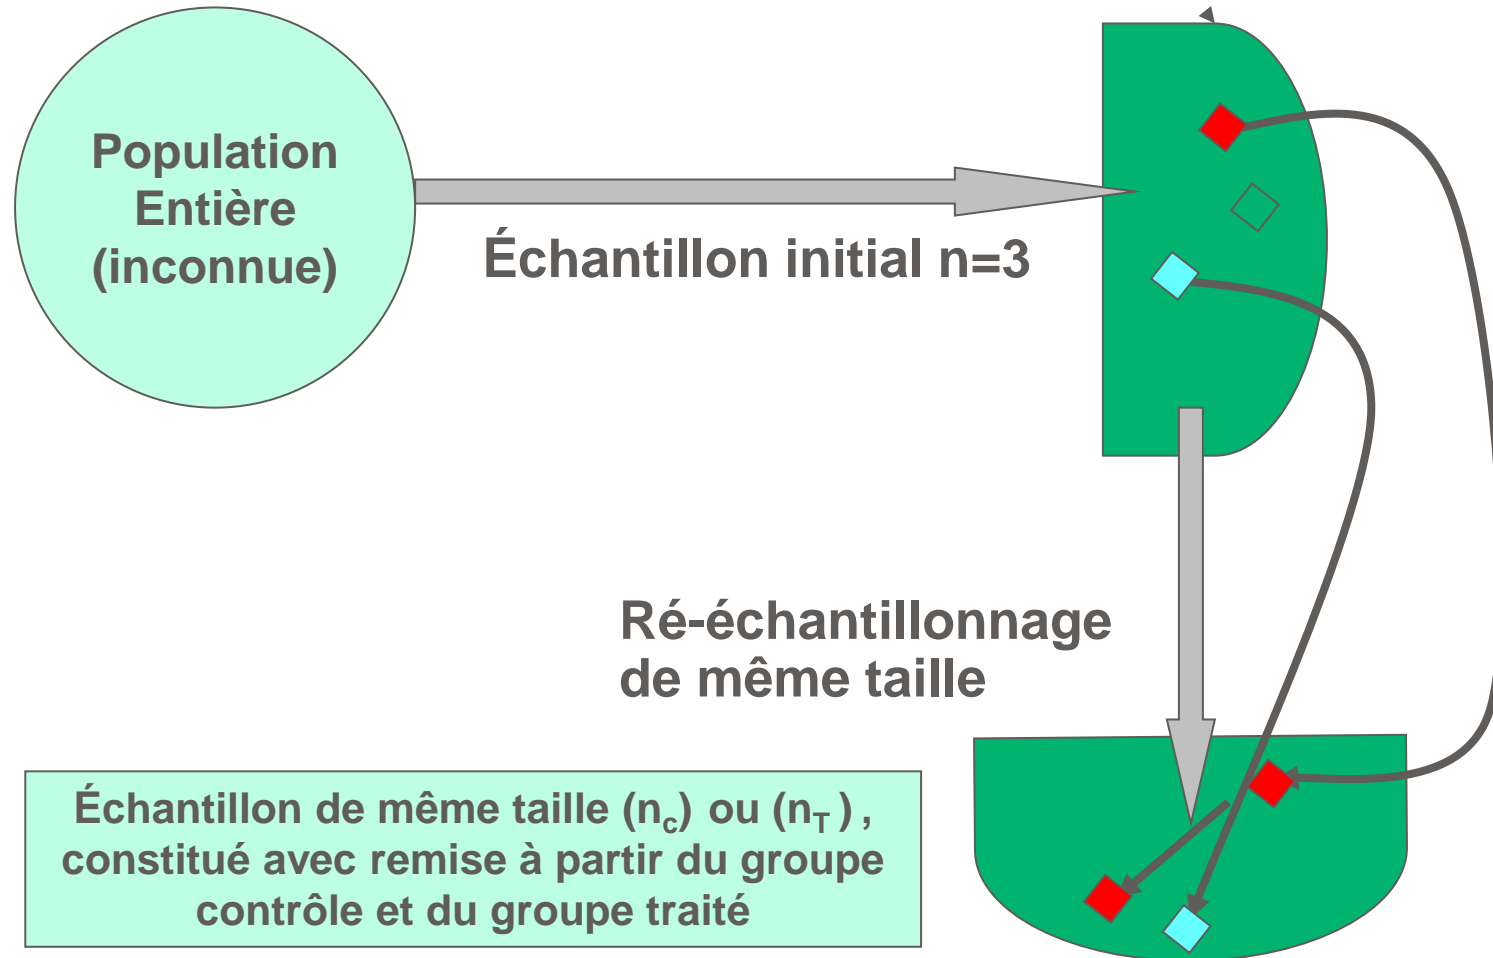 Population
Entière
(inconnue)
Échantillon initial n=3
Ré-échantillonnage
de même taille
Échantillon de même taille (nc) ou (nT) ,
constitué avec remise à partir du groupe
contrôle et du groupe traité